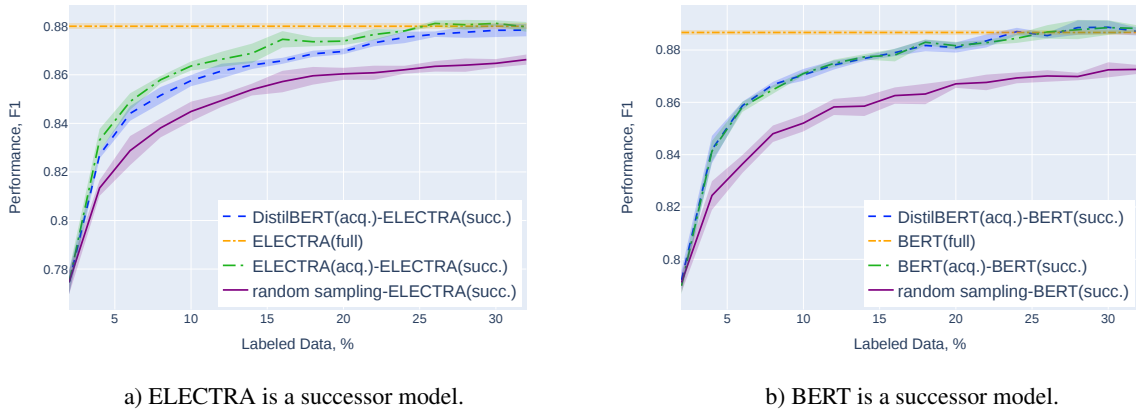 0.88
0.86
0.84
0.82
0.8
0.78
Performance, F1
5
10
15
20
25
30
Labeled Data, %
DistilBERT(acq.)-ELECTRA(succ.)
ELECTRA(full)
ELECTRA(acq.)-ELECTRA(succ.)
random sampling-ELECTRA(succ.)
a) ELECTRA is a successor model.
0.88
0.86
0.84
0.82
0.8
Performance, F1
5
10
15
20
25
30
Labeled Data, %
DistilBERT(acq.)-BERT(succ.)
BERT(full)
BERT(acq.)-BERT(succ.)
random sampling-BERT(succ.)
b) BERT is a successor model.